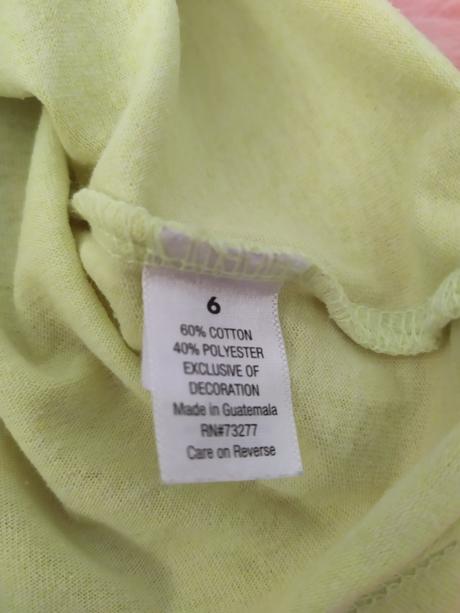 6
60% COTTON
40% POLYESTER
EXCLUSIVE OF
DECORATION
Made in Guatemala
RN#73277
Care on Reverse